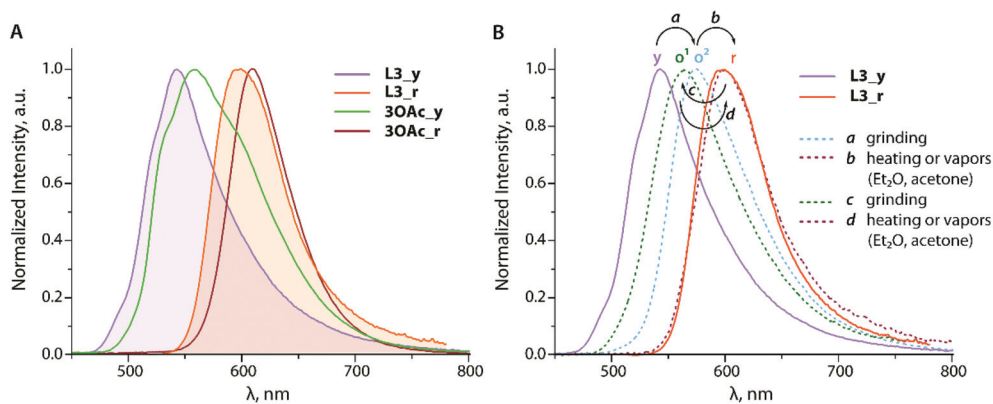 A
Normalized Intensity, a.u.
1.0
0.8
0.6
0.4
0.2
0.0
500
600
700
800
λ, nm
L3_y
L3_r
3OAc_y
3OAc_r
B
Normalized Intensity, a.u.
1.0
0.8
0.6
0.4
0.2
0.0
500
600
700
800
λ, nm
a
b
y
o¹
o²
r
c
d
L3_y
L3_r
a grinding
b heating or vapors
(Et₂O, acetone)
c grinding
d heating or vapors
(Et₂O, acetone)